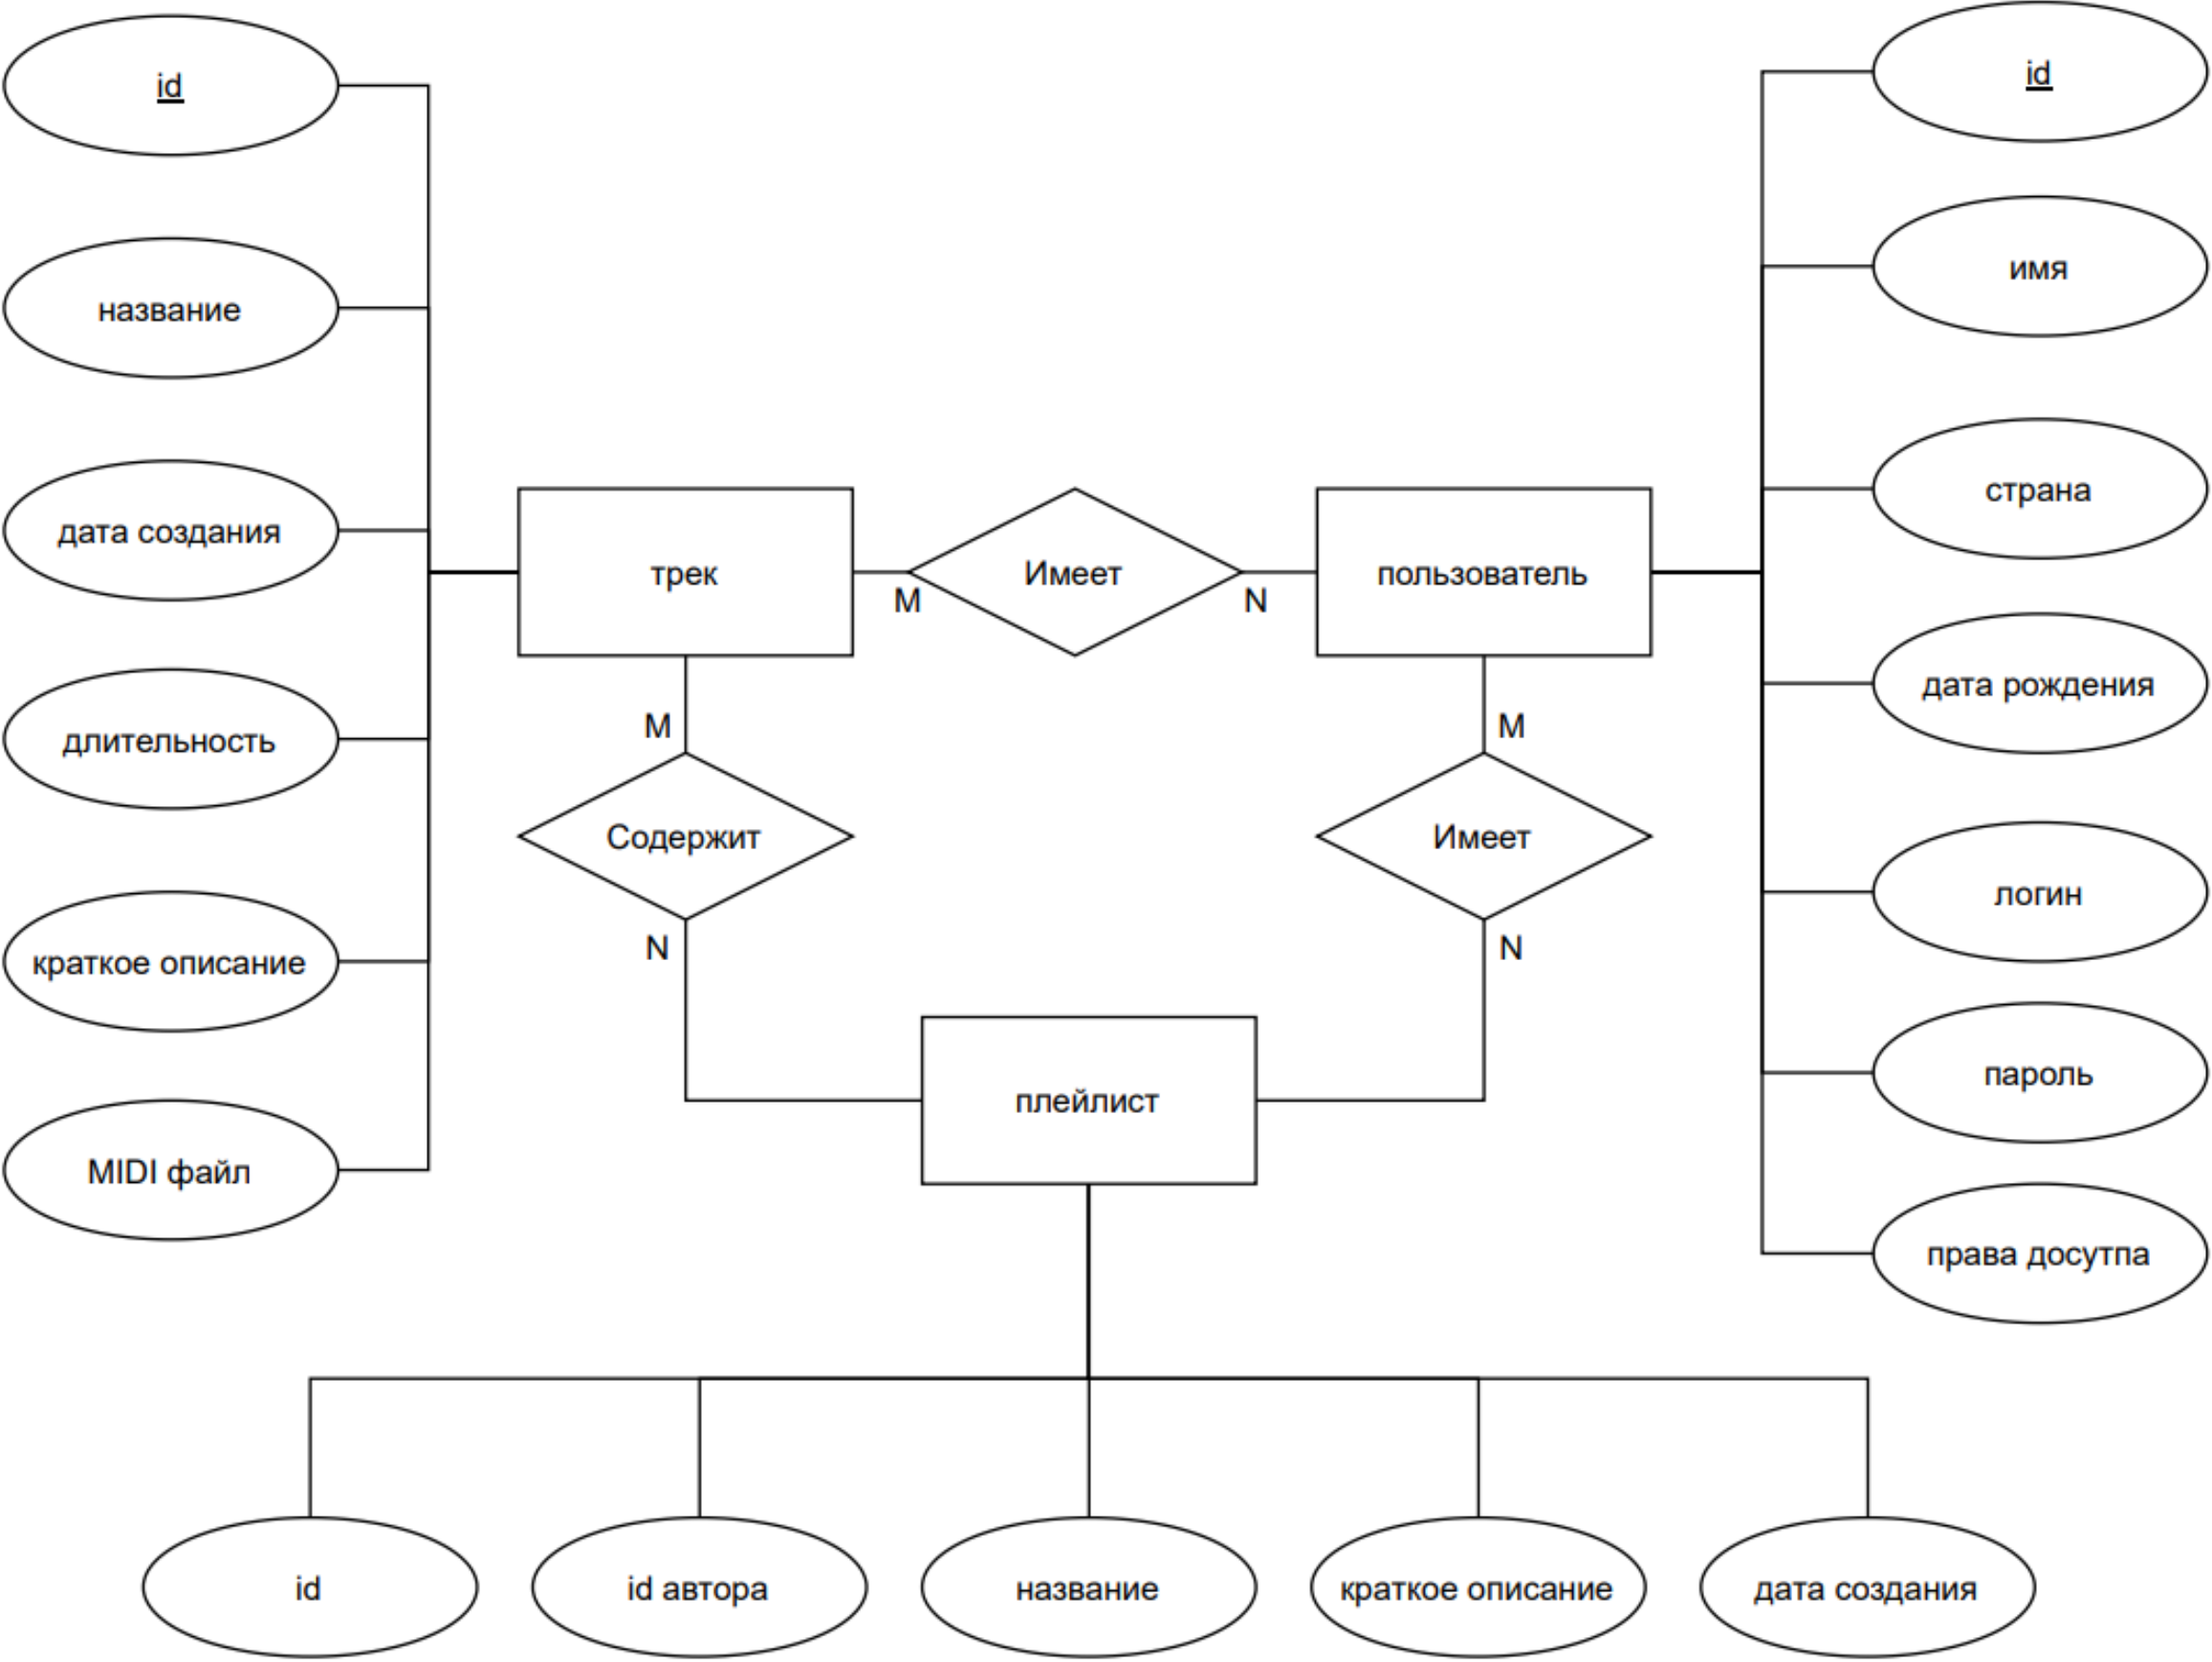 id
id
имя
название
страна
дата создания
трек
Имеет
пользователь
M
N
дата рождения
длительность
M
M
Содержит
Имеет
логин
N
N
краткое описание
пароль
плейлист
MIDI файл
права досутпа
id
id автора
название
краткое описание
дата создания